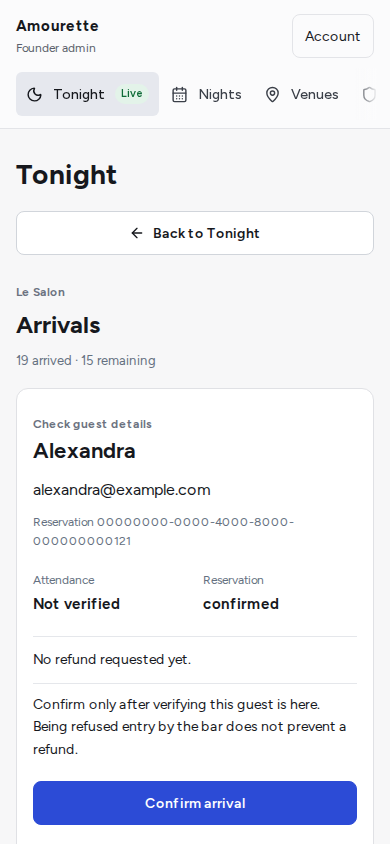 Amourette
Founder admin
Account
Tonight
Live
Nights
Venues
Tonight
Back to Tonight
Le Salon
Arrivals
19 arrived · 15 remaining
Check guest details
Alexandra
alexandra@example.com
Reservation 00000000-0000-4000-8000-
000000000121
Attendance
Reservation
Not verified
confirmed
No refund requested yet.
Confirm only after verifying this guest is here.
Being refused entry by the bar does not prevent a
refund.
Confirm arrival